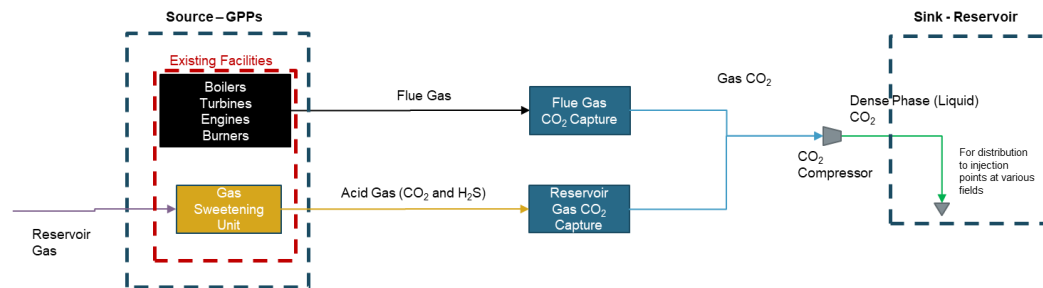 Source – GPPs
Sink - Reservoir
Existing Facilities
Boilers
Turbines
Engines
Burners
Flue Gas
Flue Gas
CO2 Capture
Gas CO2
Dense Phase (Liquid)
CO2
CO2
Compressor
For distribution
to injection
points at various
fields
Gas
Sweetening
Unit
Acid Gas (CO2 and H2S)
Reservoir
Gas CO2
Capture
Reservoir
Gas